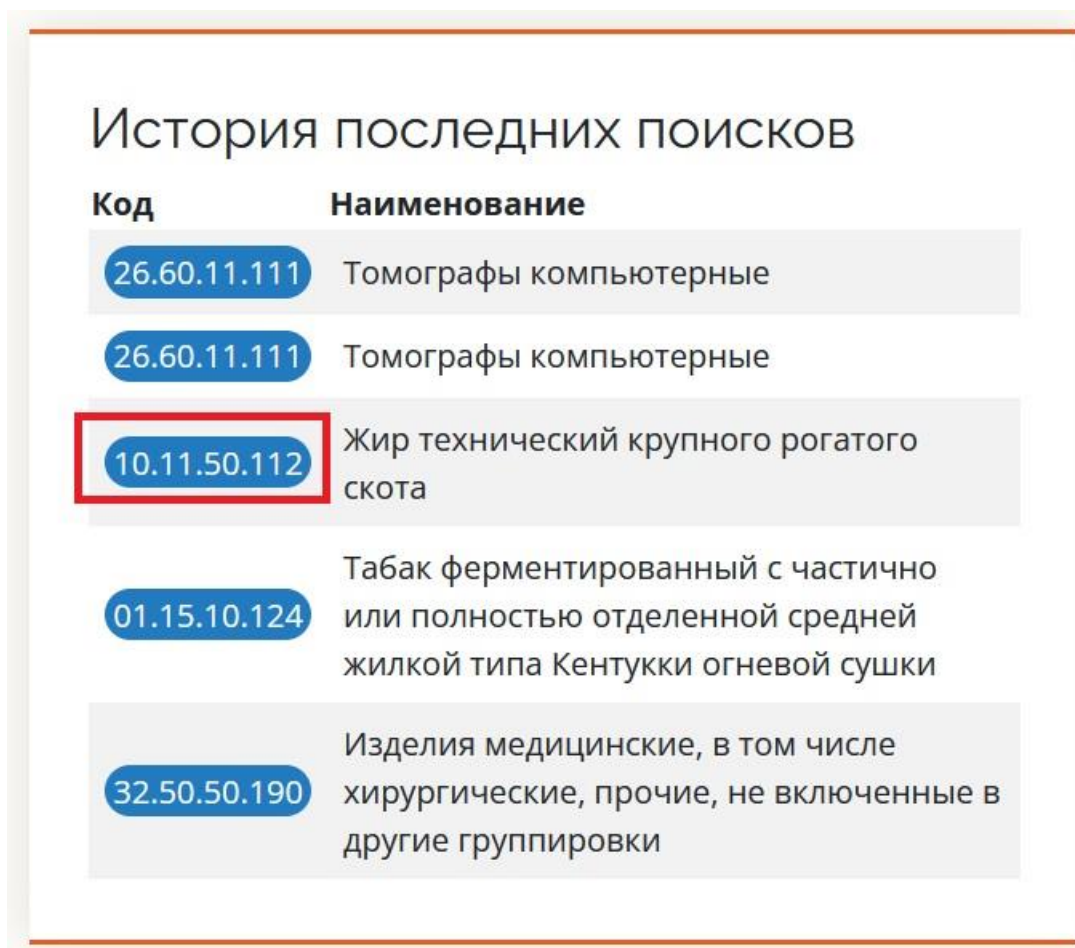 История последних поисков
Код Наименование
26.60.11.111 Томографы компьютерные
26.60.11.111 Томографы компьютерные
10.11.50.112 Жир технический крупного рогатого
скота
01.15.10.124 Табак ферментированный с частично
или полностью отделенной средней
жилкой типа Кентукки огневой сушки
32.50.50.190 Изделия медицинские, в том числе
хирургические, прочие, не включенные в
другие группировки